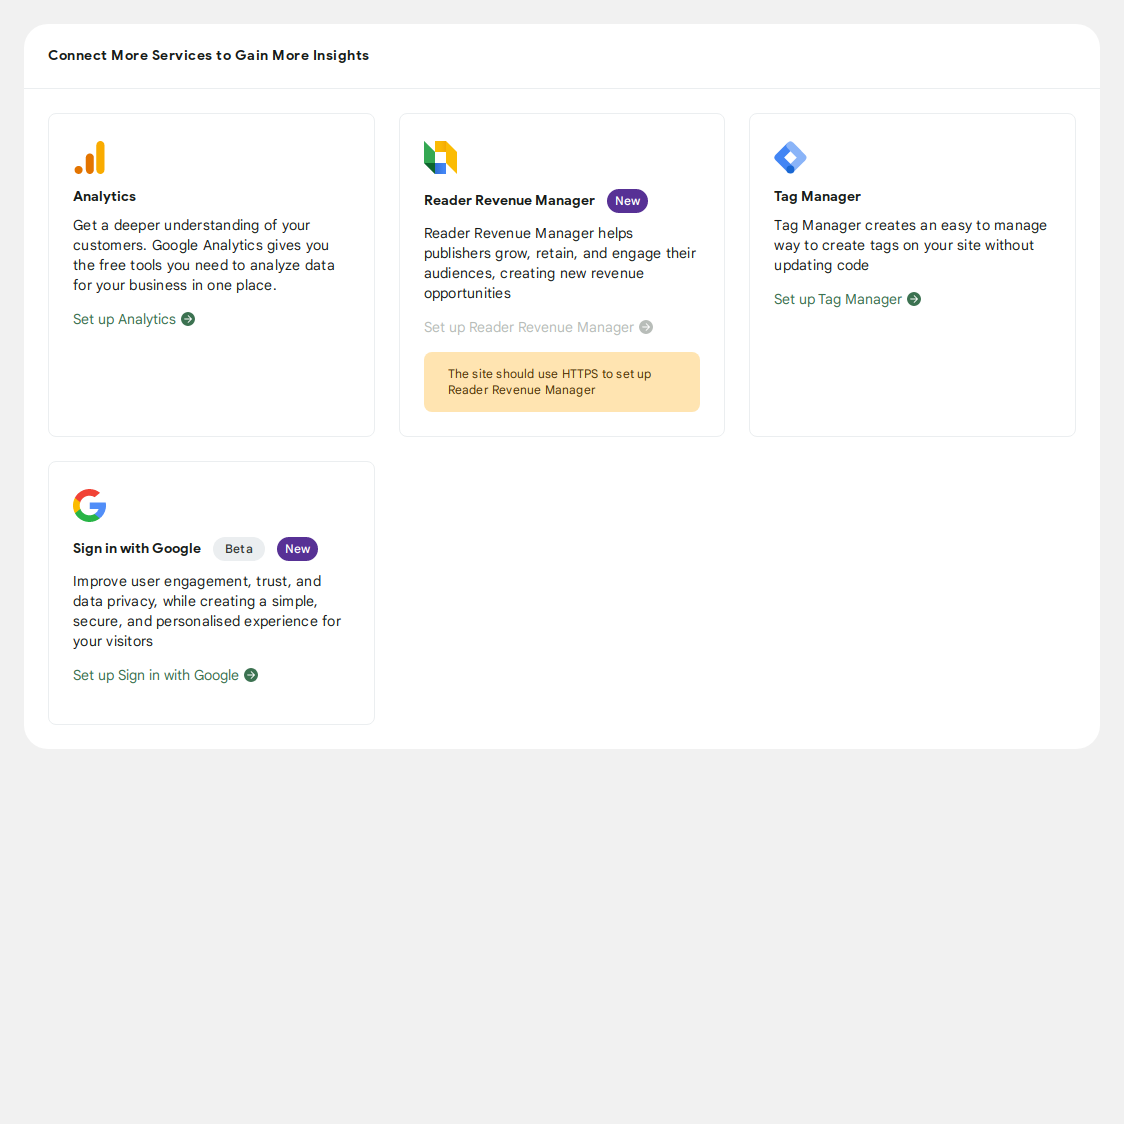 Connect More Services to Gain More Insights
Analytics
Get a deeper understanding of your
customers. Google Analytics gives you
the free tools you need to analyze data
for your business in one place.
Set up Analytics
Reader Revenue Manager New
Reader Revenue Manager helps
publishers grow, retain, and engage their
audiences, creating new revenue
opportunities
Set up Reader Revenue Manager
The site should use HTTPS to set up
Reader Revenue Manager
Tag Manager
Tag Manager creates an easy to manage
way to create tags on your site without
updating code
Set up Tag Manager
Sign in with Google Beta New
Improve user engagement, trust, and
data privacy, while creating a simple,
secure, and personalised experience for
your visitors
Set up Sign in with Google